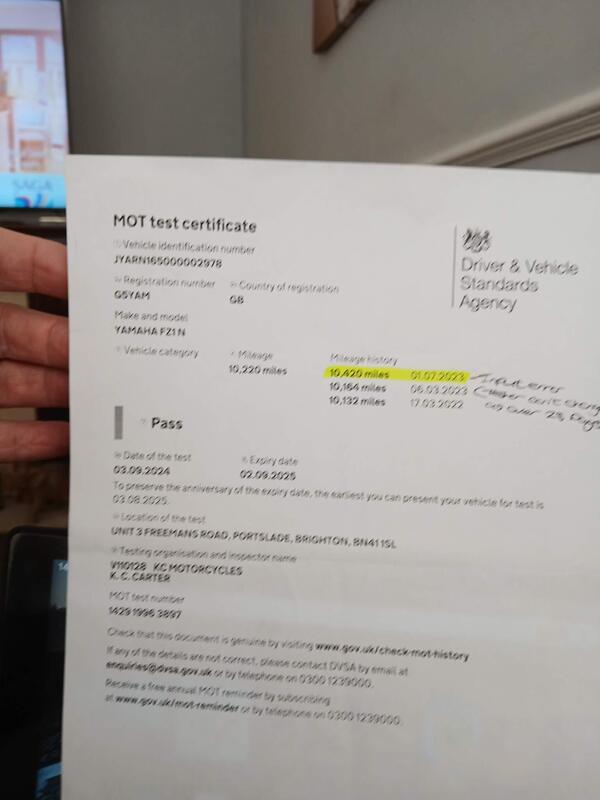 SAGA
MOT test certificate
Vehicle identification number
JYARN165000002978
Registration number
Country of registration
G5YAM
GB
Make and model
YAMAHA FZ1 N
Vehicle category
Mileage
Mileage history
10,220 miles
10,420 miles 01.07.2023 Input error
10,164 miles 06.03.2023
10,132 miles 17.03.2022
Driver & Vehicle
Standards
Agency
Pass
Date of the test
Expiry date
03.09.2024
02.09.2025
To preserve the anniversary of the expiry date, the earliest you can present your vehicle for test is
03.08.2025.
Location of the test
UNIT 3 FREEMANS ROAD, PORTSLADE, BRIGHTON, BN41 1SL
Testing organisation and inspector name
V110128 KC MOTORCYCLES
K. C. CARTER
MOT test number
1429 1996 3897
Check that this document is genuine by visiting www.gov.uk/check-mot-history
If any of the details are not correct, please contact DVSA by email at
enquiries@dvsa.gov.uk or by telephone on 0300 1239000.
Receive a free annual MOT reminder by subscribing
at www.gov.uk/mot-reminder or by telephone on 0300 1239000.